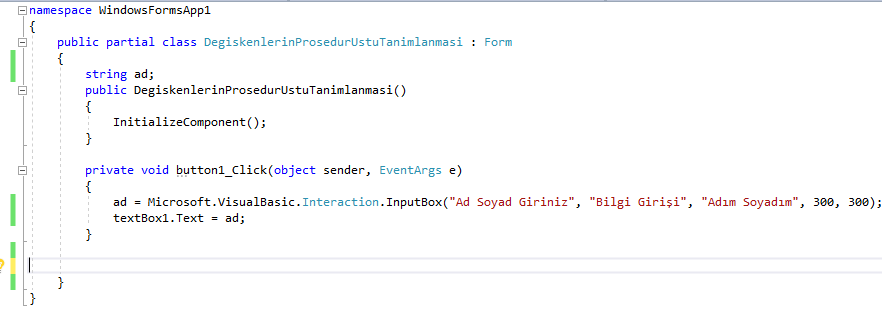 namespace WindowsFormsApp1
{
public partial class DegiskenlerinProsedurUstuTanimlanmasi : Form
{
string ad;
public DegiskenlerinProsedurUstuTanimlanmasi()
{
InitializeComponent();
}
private void button1_Click(object sender, EventArgs e)
{
ad = Microsoft.VisualBasic.Interaction.InputBox("Ad Soyad Giriniz", "Bilgi Girişi", "Adım Soyadım", 300, 300);
textBox1.Text = ad;
}
}
}